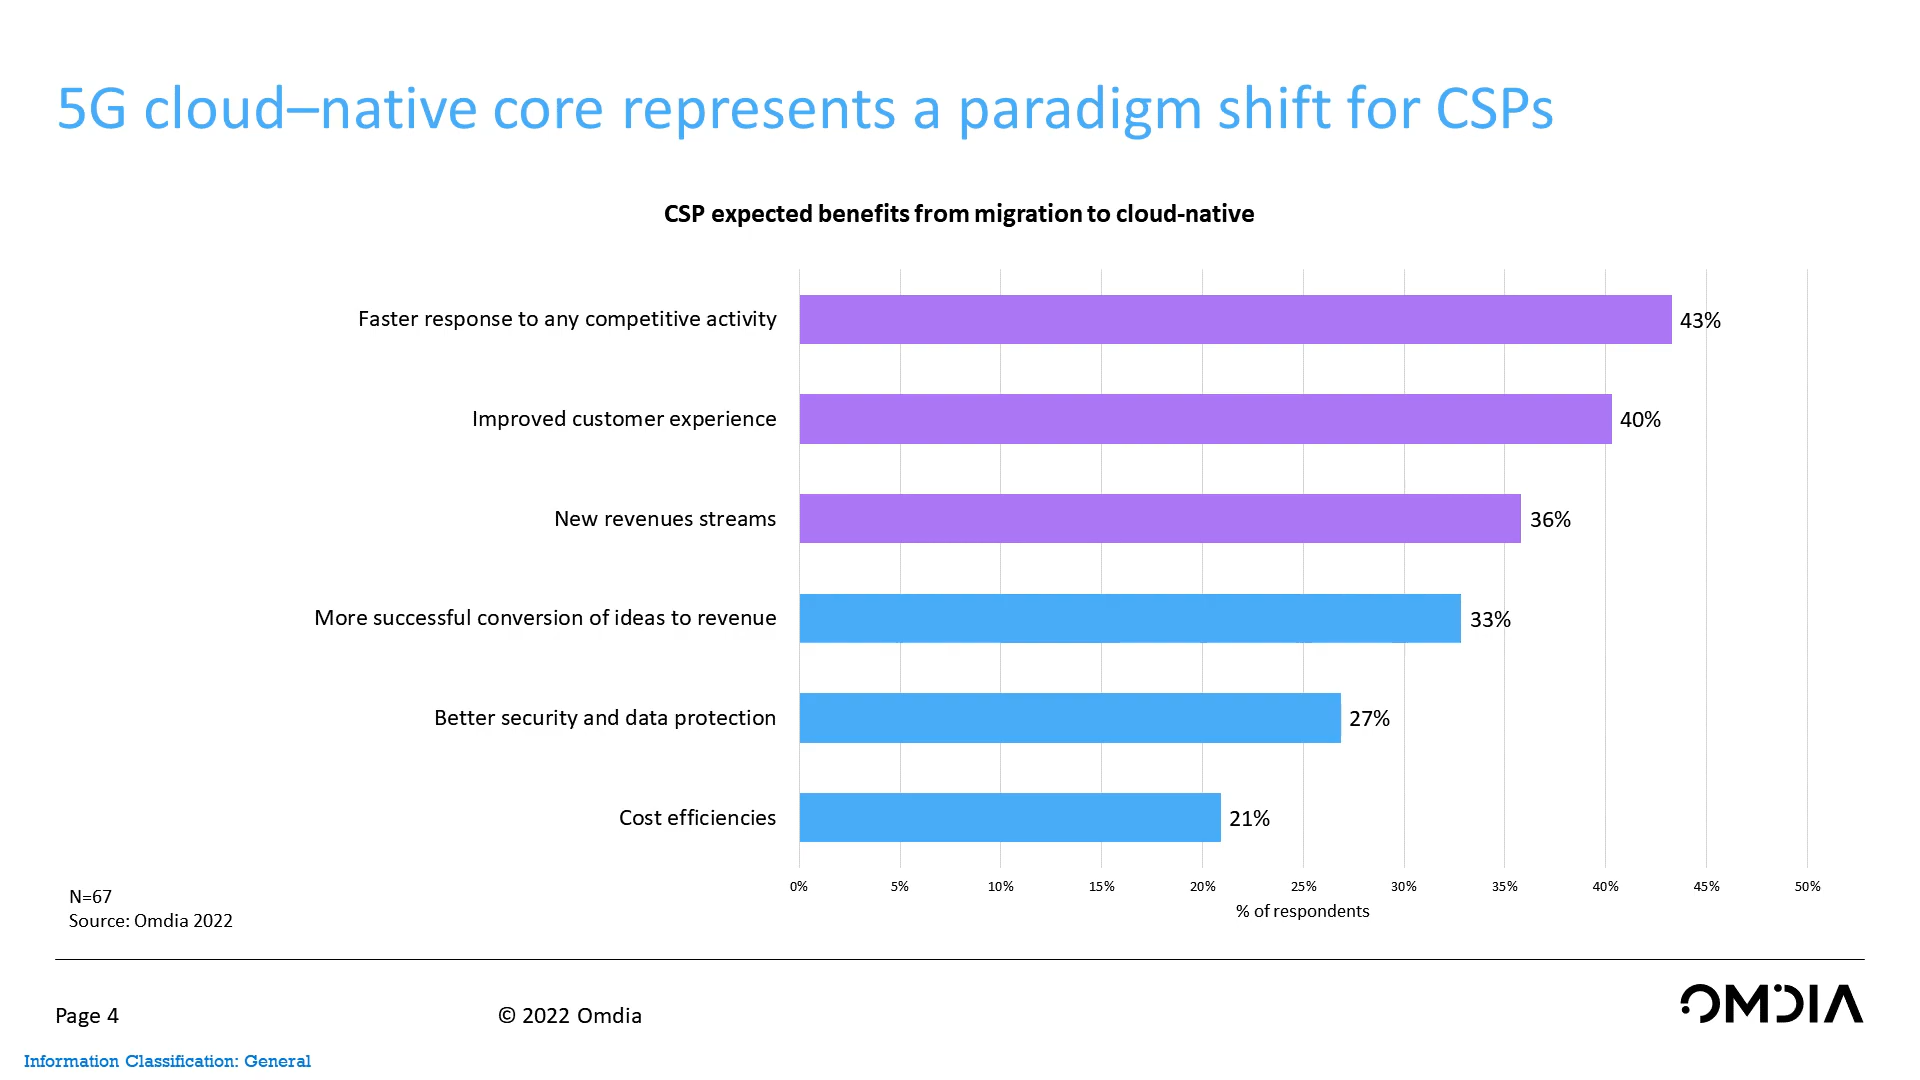 5G cloud–native core represents a paradigm shift for CSPs
CSP expected benefits from migration to cloud-native
Faster response to any competitive activity
43%
Improved customer experience
40%
New revenues streams
36%
More successful conversion of ideas to revenue
33%
Better security and data protection
27%
Cost efficiencies
21%
0% 5% 10% 15% 20% 25% 30% 35% 40% 45% 50%
% of respondents
N=67
Source: Omdia 2022
Page 4
© 2022 Omdia
OMDIA
Information Classification: General